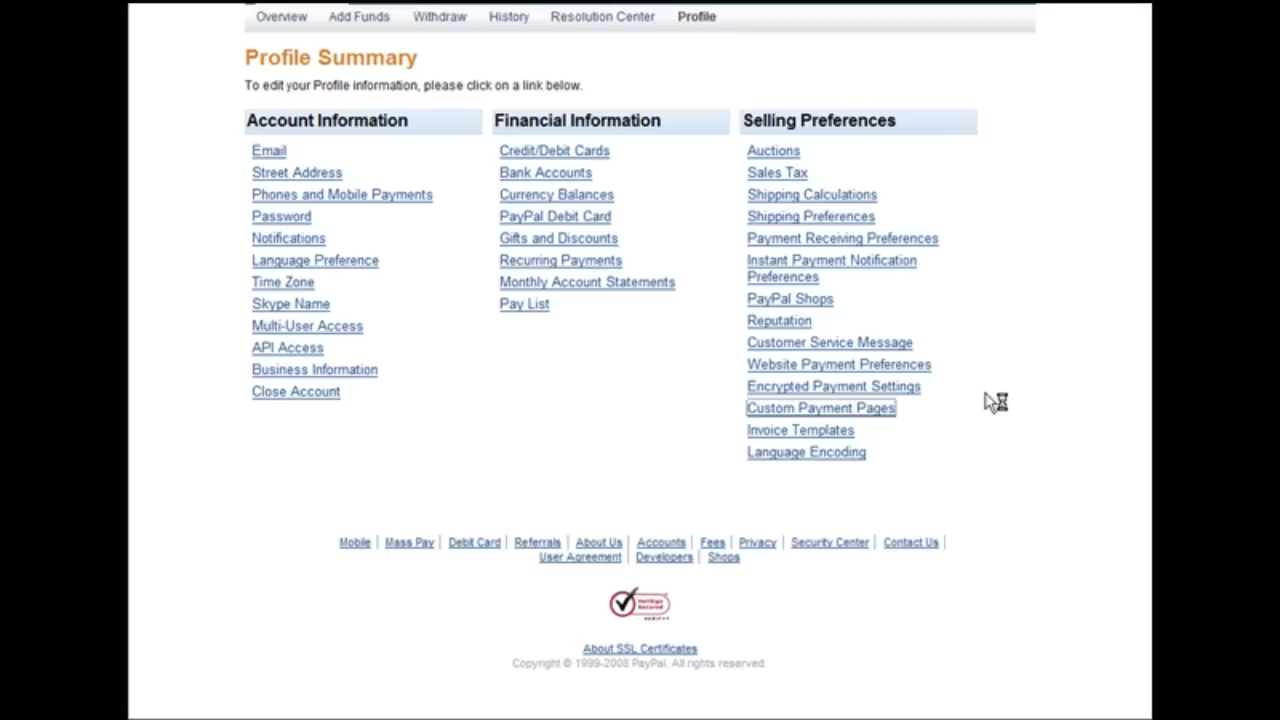 Overview Add Funds Withdraw History Resolution Center Profile
Profile Summary
To edit your Profile information, please click on a link below.
Account Information
Email
Street Address
Phones and Mobile Payments
Password
Notifications
Language Preference
Time Zone
Skype Name
Multi-User Access
API Access
Business Information
Close Account
Financial Information
Credit/Debit Cards
Bank Accounts
Currency Balances
PayPal Debit Card
Gifts and Discounts
Recurring Payments
Monthly Account Statements
Pay List
Selling Preferences
Auctions
Sales Tax
Shipping Calculations
Shipping Preferences
Payment Receiving Preferences
Instant Payment Notification
Preferences
PayPal Shops
Reputation
Customer Service Message
Website Payment Preferences
Encrypted Payment Settings
Custom Payment Pages
Invoice Templates
Language Encoding
Mobile | Mass Pay | Debit Card | Referrals | About Us | Accounts | Fees | Privacy | Security Center | Contact Us |
User Agreement | Developers | Shops
VeriSign
Secured
About SSL Certificates
Copyright © 1999-2008 PayPal. All rights reserved.